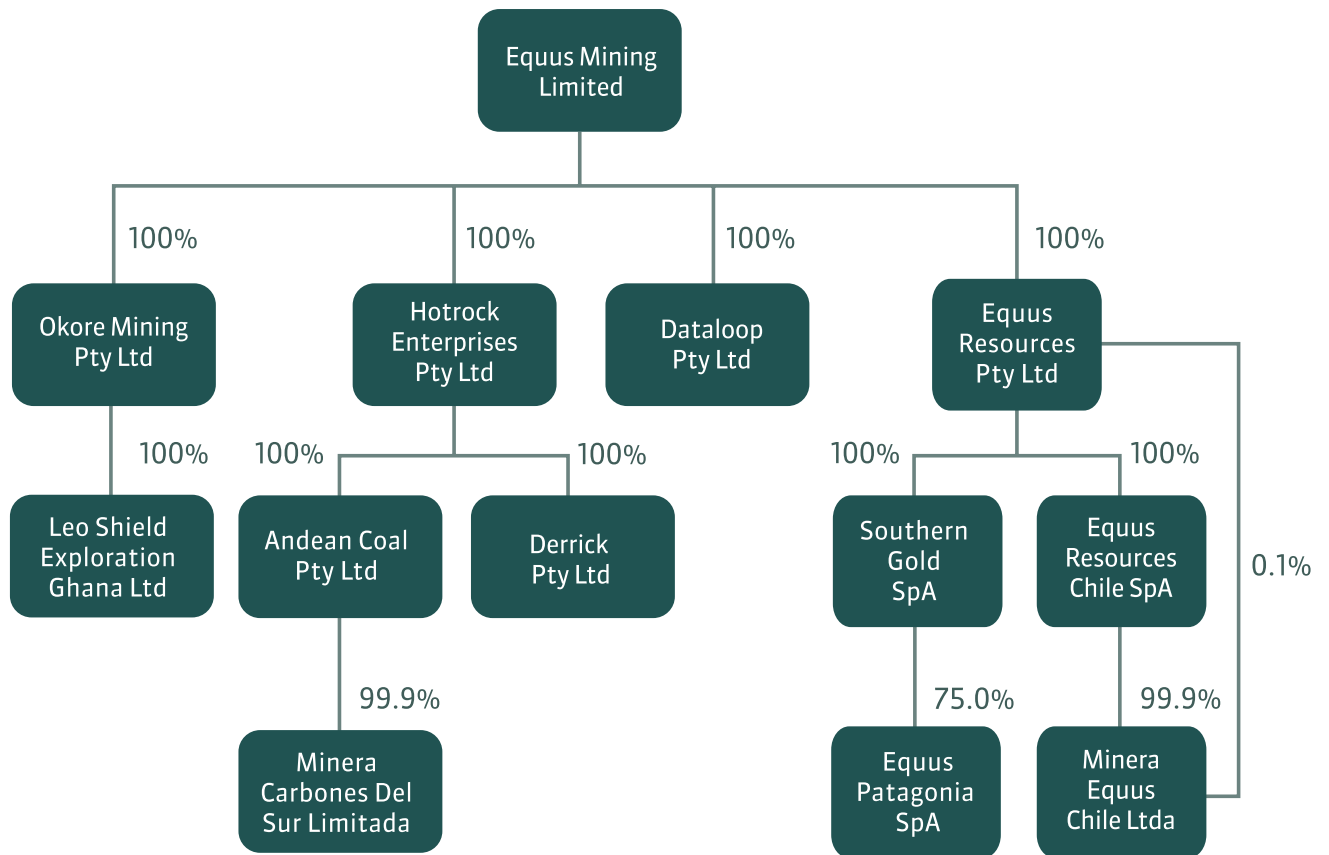 Equus Mining
Limited
100%
100%
100%
100%
Okore Mining
Pty Ltd
Hotrock
Enterprises
Pty Ltd
Dataloop
Pty Ltd
Equus
Resources
Pty Ltd
100%
100%
100%
100%
100%
Leo Shield
Exploration
Ghana Ltd
Andean Coal
Pty Ltd
Derrick
Pty Ltd
Southern
Gold
SpA
Equus
Resources
Chile SpA
0.1%
99.9%
75.0%
99.9%
Minera
Carbones Del
Sur Limitada
Equus
Patagonia
SpA
Minera
Equus
Chile Ltda